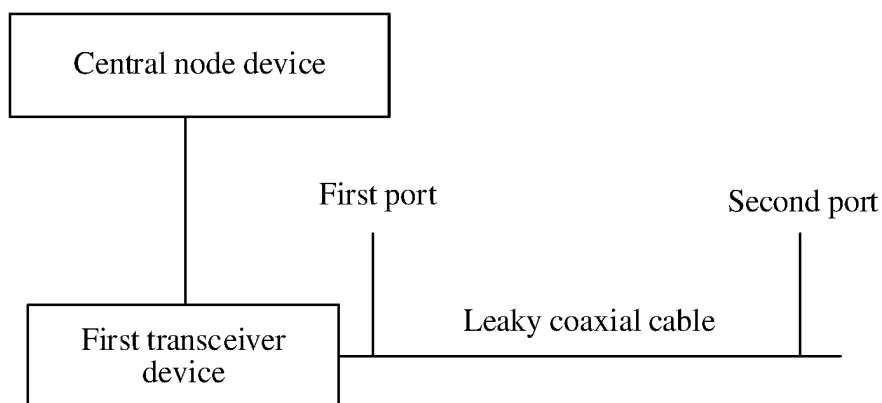 Central node device
First port
Second port
Leaky coaxial cable
First transceiver
device